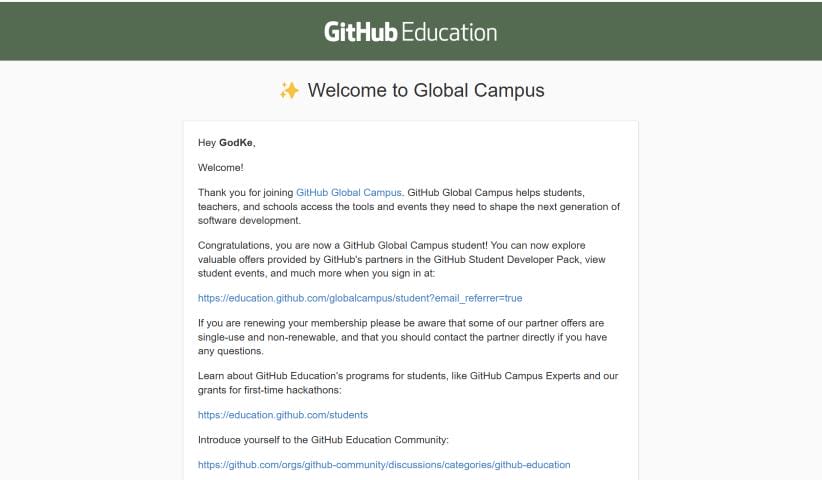 GitHub Education
✨ Welcome to Global Campus
Hey GodKe,
Welcome!
Thank you for joining GitHub Global Campus. GitHub Global Campus helps students,
teachers, and schools access the tools and events they need to shape the next generation of
software development.
Congratulations, you are now a GitHub Global Campus student! You can now explore
valuable offers provided by GitHub's partners in the GitHub Student Developer Pack, view
student events, and much more when you sign in at:
https://education.github.com/globalcampus/student?email_referrer=true
If you are renewing your membership please be aware that some of our partner offers are
single-use and non-renewable, and that you should contact the partner directly if you have
any questions.
Learn about GitHub Education's programs for students, like GitHub Campus Experts and our
grants for first-time hackathons:
https://education.github.com/students
Introduce yourself to the GitHub Education Community:
https://github.com/orgs/github-community/discussions/categories/github-education